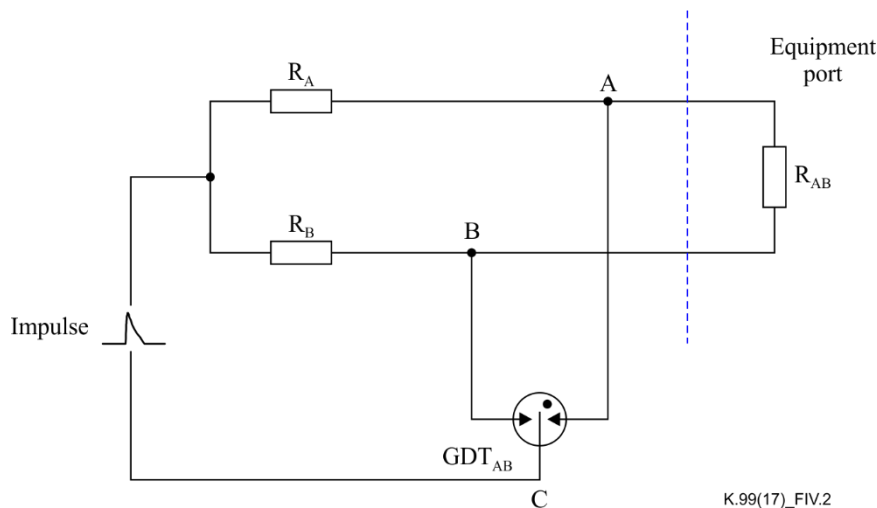 Equipment
port
R_A
A
R_AB
R_B
B
Impulse
GDT_AB
C
K.99(17)_FIV.2